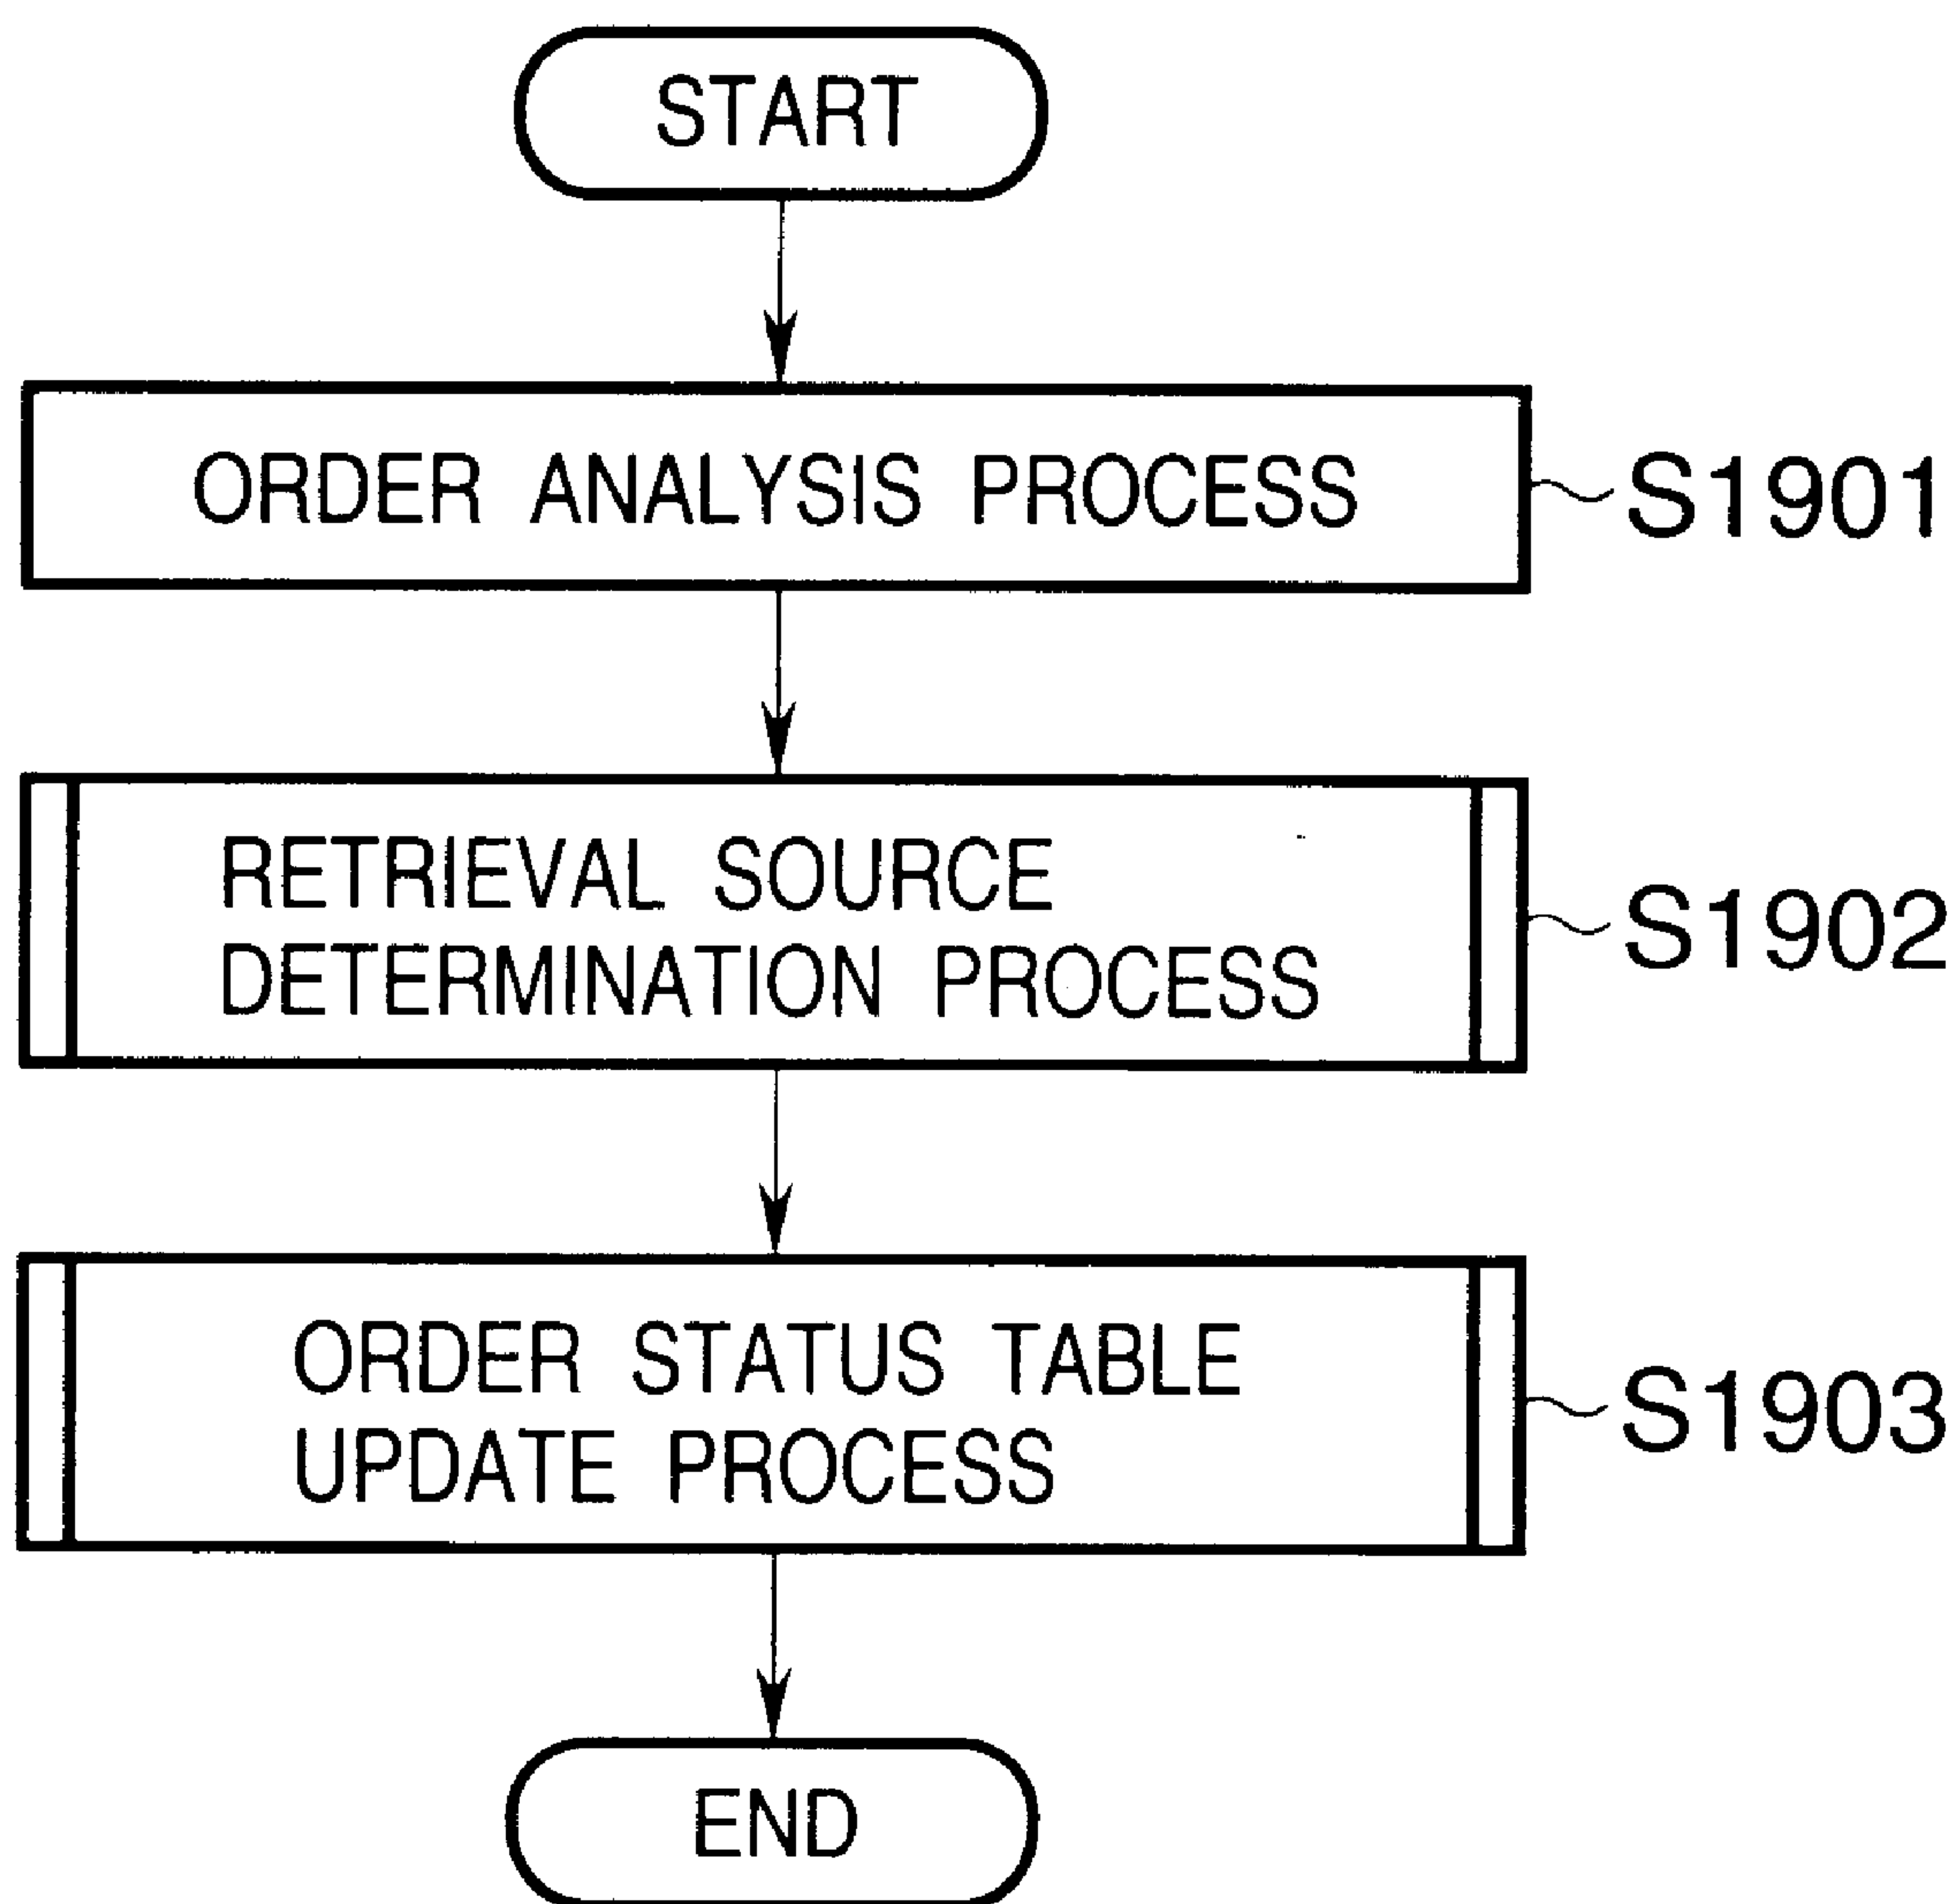 START
ORDER ANALYSIS PROCESS
S1901
RETRIEVAL SOURCE
DETERMINATION PROCESS
S1902
ORDER STATUS TABLE
UPDATE PROCESS
S1903
END